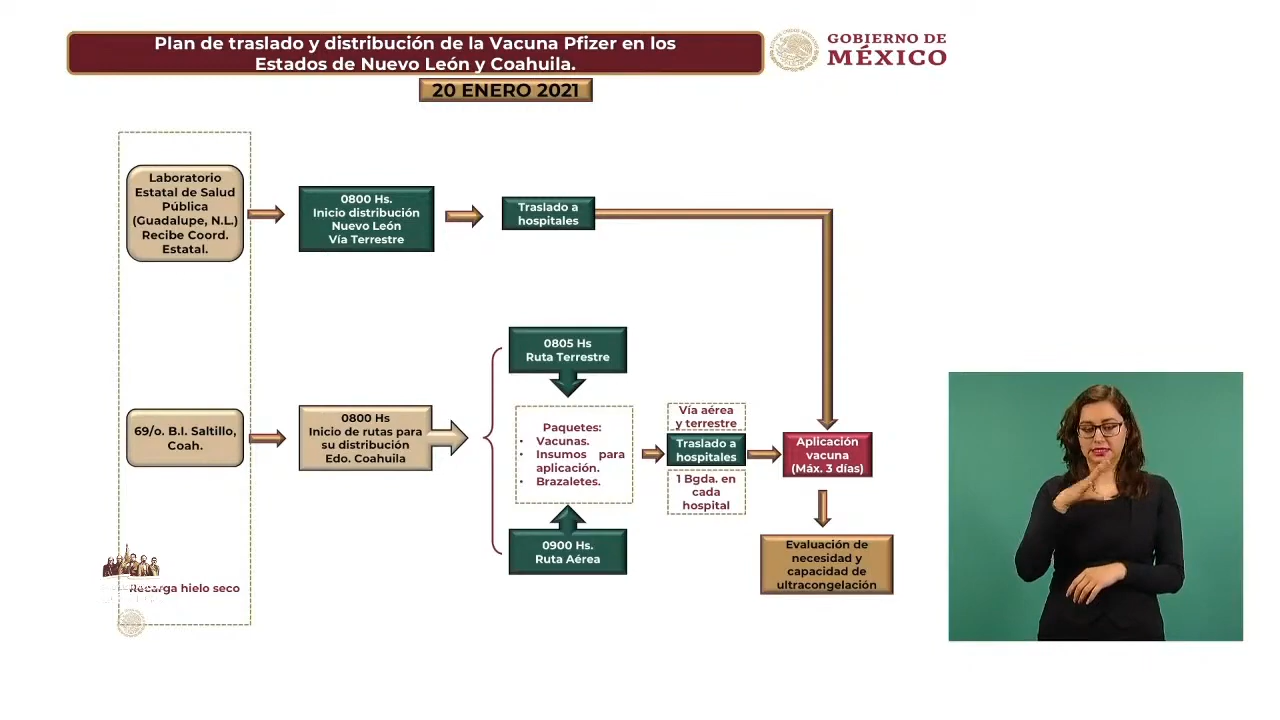 Plan de traslado y distribución de la Vacuna Pfizer en los
Estados de Nuevo León y Coahuila.
GOBIERNO DE
MÉXICO
20 ENERO 2021
Laboratorio
Estatal de Salud
Pública
(Guadalupe, N.L.)
Recibe Coord.
Estatal.
0800 Hs.
Inicio distribución
Nuevo León
Vía Terrestre
Traslado a
hospitales
69/o. B.I. Saltillo,
Coah.
0800 Hs
Inicio de rutas para
su distribución
Edo. Coahuila
0805 Hs
Ruta Terrestre
Paquetes:
• Vacunas.
• Insumos para
aplicación.
• Brazaletes.
0900 Hs.
Ruta Aérea
Vía aérea
y terrestre
Traslado a
hospitales
1 Bgda. en
cada
hospital
Aplicación
vacuna
(Máx. 3 días)
Evaluación de
necesidad y
capacidad de
ultracongelación
Recarga hielo seco